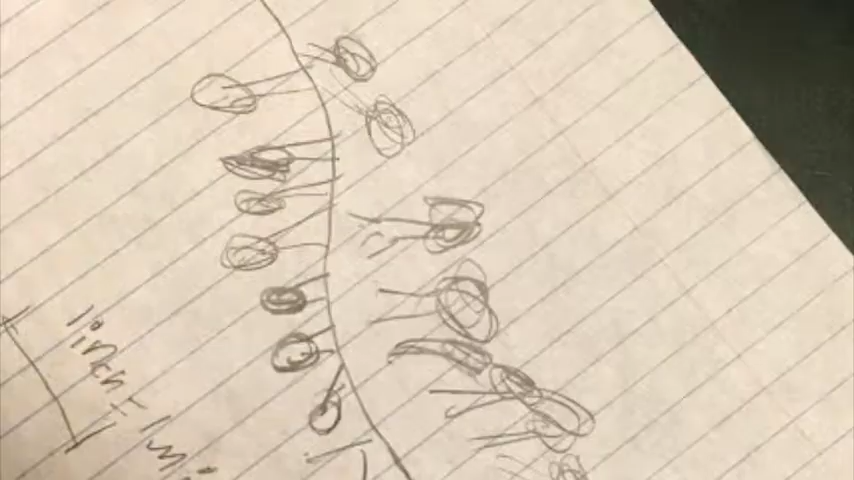 1 inch = 1 mi